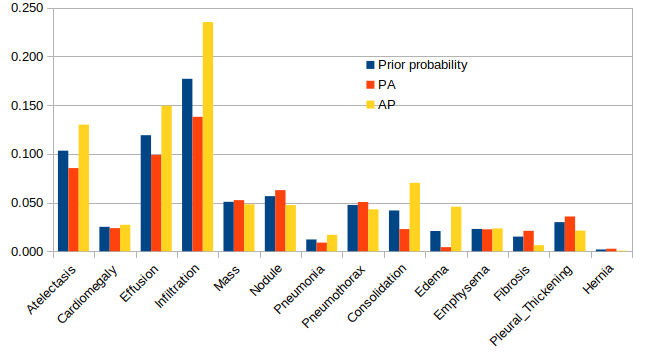 0.250
0.200
0.150
0.100
0.050
0.000
Prior probability
PA
AP
Atelectasis
Cardiomegaly
Effusion
Infiltration
Mass
Nodule
Pneumonia
Pneumothorax
Consolidation
Edema
Emphysema
Fibrosis
Pleural_Thickening
Hernia